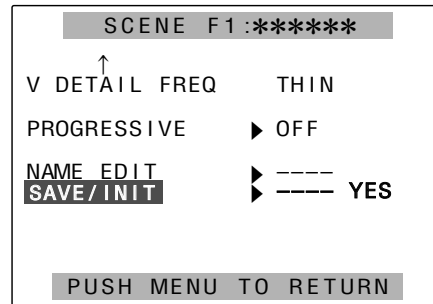 SCENE F1:******
↑
V DETAIL FREQ THIN
PROGRESSIVE ▶ OFF
NAME EDIT ▶ ----
SAVE/INIT ▶ ---- YES
PUSH MENU TO RETURN